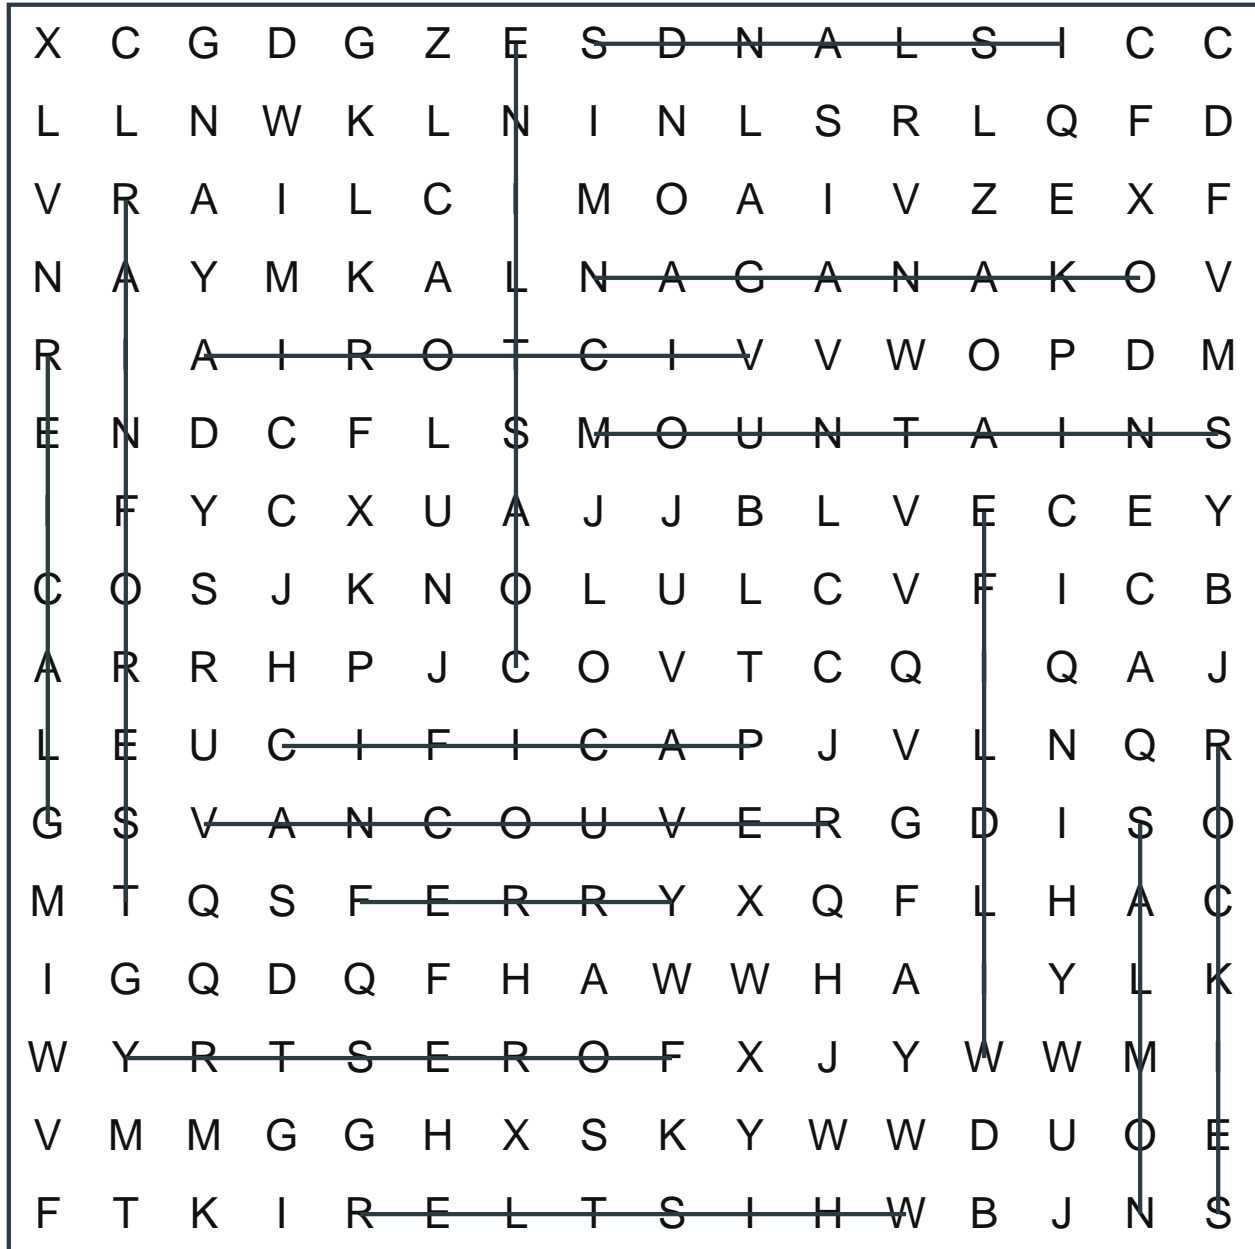 X C G D G Z E S D N A L S I C C
L L N W K L N I N L S R L Q F D
V R A I L C I M O A I V Z E X F
N A Y M K A L N A G A N A K O V
R I A I R O T C I V V W O P D M
E N D C F L S M O U N T A I N S
I F Y C X U A J J B L V E C E Y
C O S J K N O L U L C V F I C B
A R R H P J C O V T C Q I Q A J
L E U C I F I C A P J V L N Q R
G S V A N C O U V E R G D I S O
M T Q S F E R R Y X Q F L H A C
I G Q D Q F H A W W H A I Y L K
W Y R T S E R O F X J Y W W M I
V M M G G H X S K Y W W D U O E
F T K I R E L T S I H W B J N S